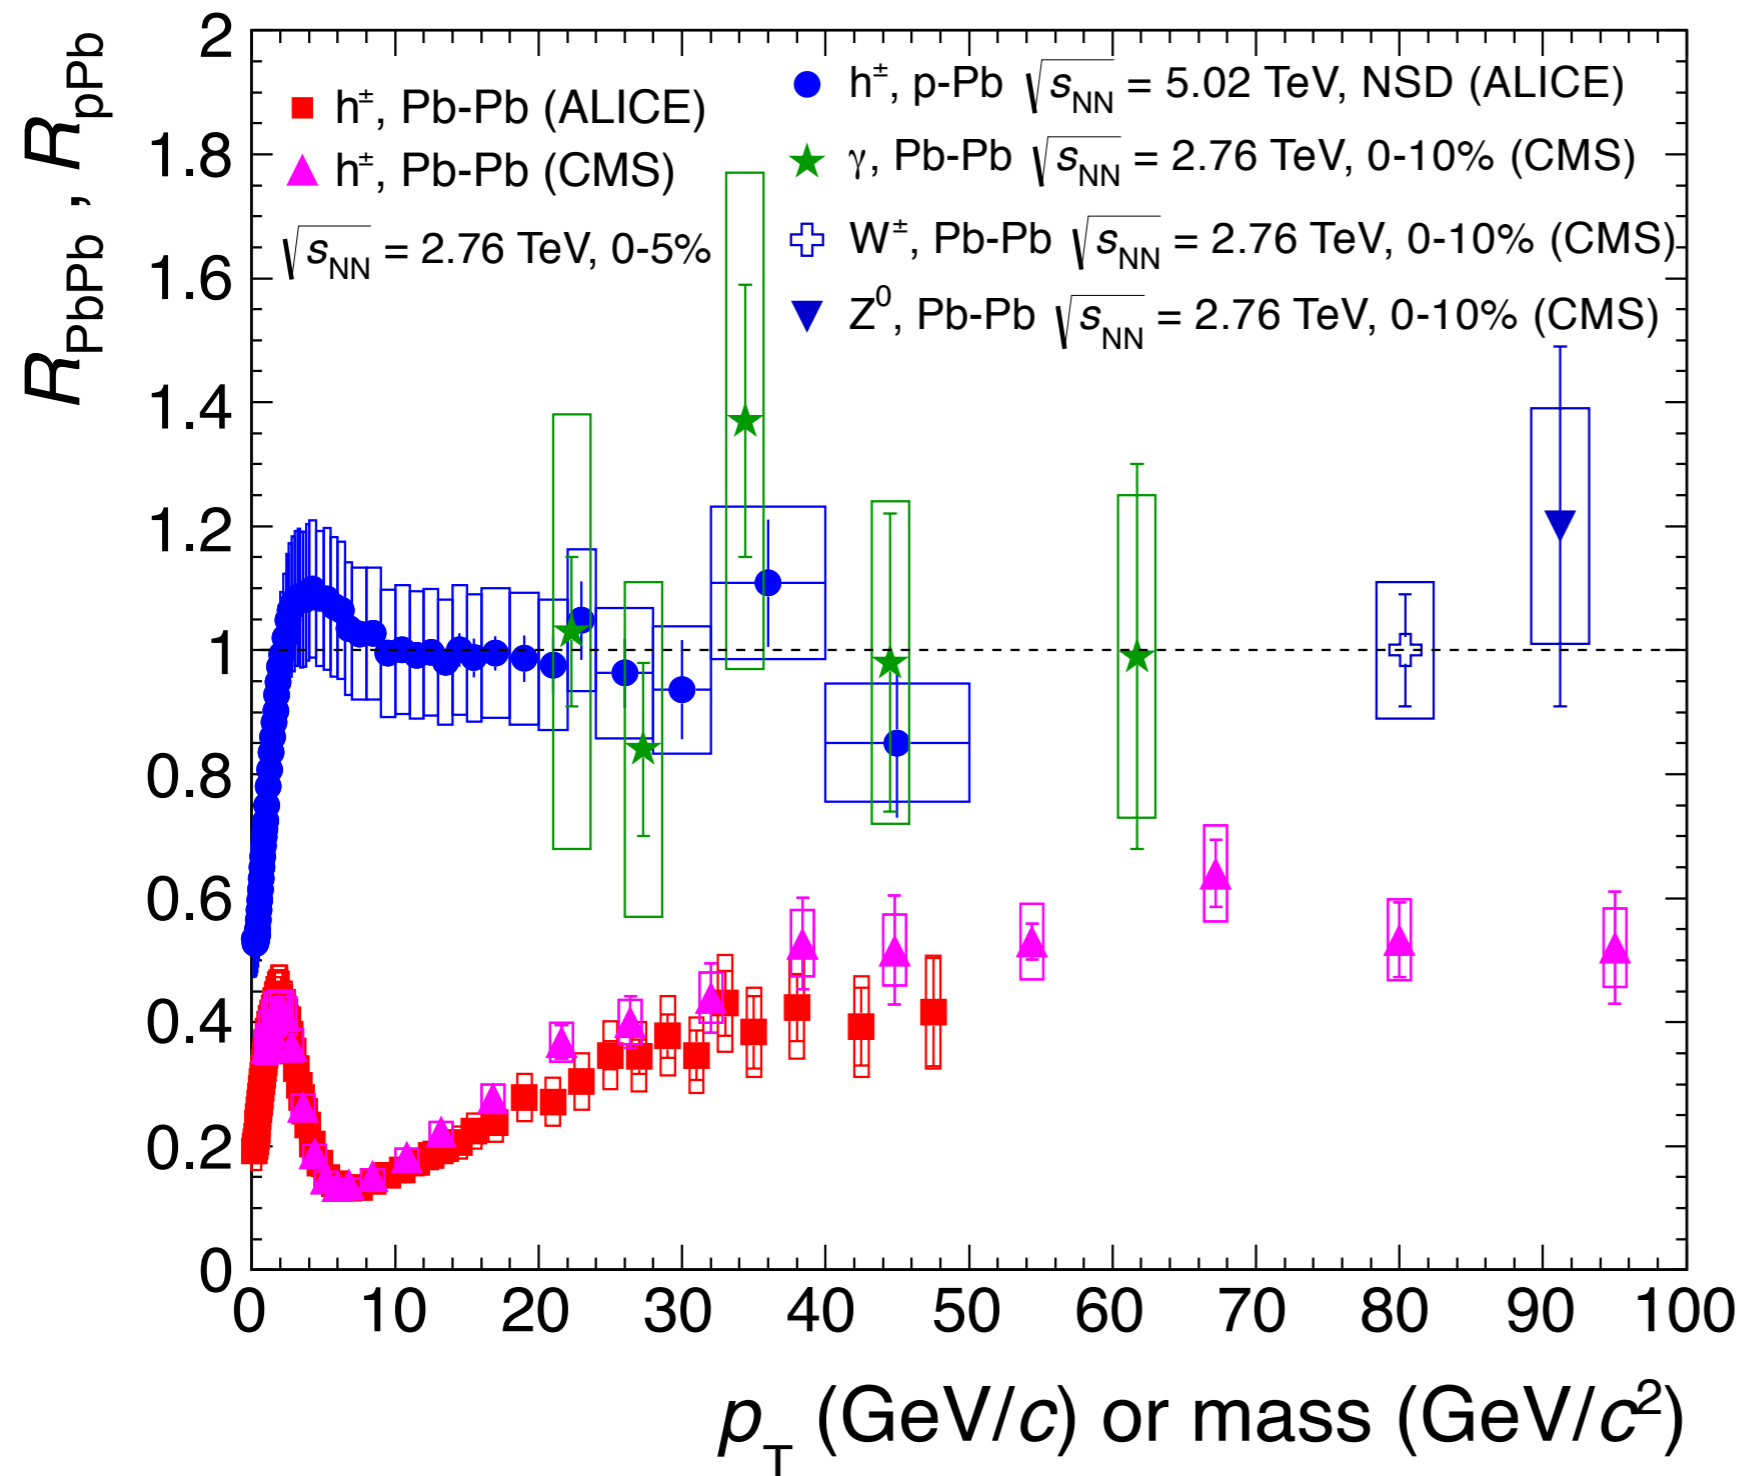 R_PbPb , R_pPb
2
1.8
1.6
1.4
1.2
1
0.8
0.6
0.4
0.2
0
h±, Pb-Pb (ALICE)
h±, Pb-Pb (CMS)
√s_NN = 2.76 TeV, 0-5%
h±, p-Pb √s_NN = 5.02 TeV, NSD (ALICE)
γ, Pb-Pb √s_NN = 2.76 TeV, 0-10% (CMS)
W±, Pb-Pb √s_NN = 2.76 TeV, 0-10% (CMS)
Z⁰, Pb-Pb √s_NN = 2.76 TeV, 0-10% (CMS)
0 10 20 30 40 50 60 70 80 90 100
p_T (GeV/c) or mass (GeV/c²)